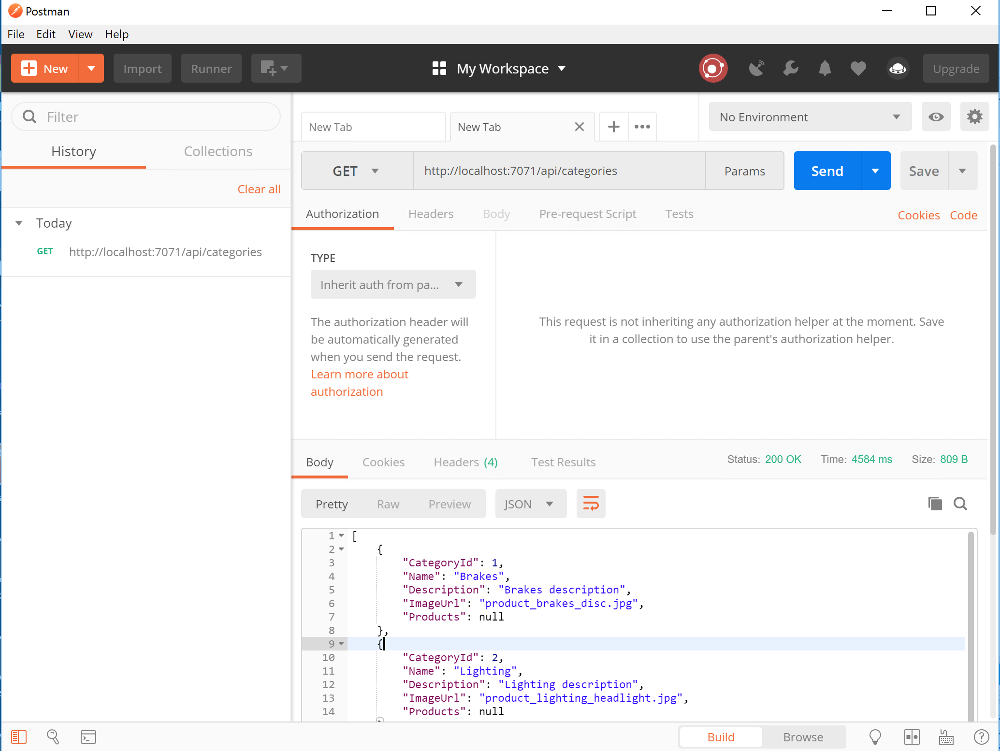 Postman
File Edit View Help
New Import Runner My Workspace Upgrade
Filter
History Collections
Clear all
Today
GET http://localhost:7071/api/categories
New Tab New Tab No Environment
GET http://localhost:7071/api/categories Params Send Save
Authorization Headers Body Pre-request Script Tests Cookies Code
TYPE
Inherit auth from pa...
The authorization header will
be automatically generated
when you send the request.
Learn more about
authorization
This request is not inheriting any authorization helper at the moment. Save
it in a collection to use the parent's authorization helper.
Body Cookies Headers (4) Test Results Status: 200 OK Time: 4584 ms Size: 809 B
Pretty Raw Preview JSON
1 [
2 {
3 "CategoryId": 1,
4 "Name": "Brakes",
5 "Description": "Brakes description",
6 "ImageUrl": "product_brakes_disc.jpg",
7 "Products": null
8 },
9 {
10 "CategoryId": 2,
11 "Name": "Lighting",
12 "Description": "Lighting description",
13 "ImageUrl": "product_lighting_headlight.jpg",
14 "Products": null
Build Browse